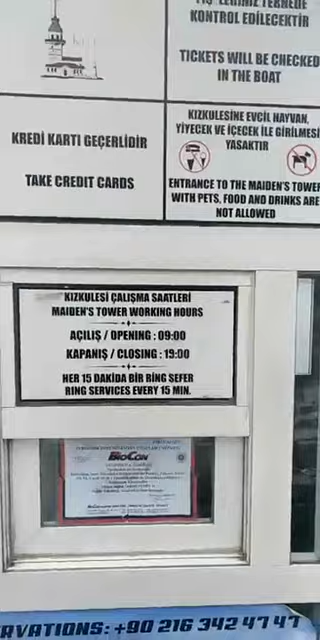 KONTROL EDİLECEKTİR
TICKETS WILL BE CHECKED
IN THE BOAT
KREDİ KARTI GEÇERLİDİR
TAKE CREDIT CARDS
KIZKULESİNE EVCİL HAYVAN,
YİYECEK VE İÇECEK İLE GİRİLMESİ
YASAKTIR
ENTRANCE TO THE MAIDEN'S TOWER
WITH PETS, FOOD AND DRINKS ARE
NOT ALLOWED
KIZKULESİ ÇALIŞMA SAATLERİ
MAIDEN'S TOWER WORKING HOURS
AÇILIŞ / OPENING : 09:00
KAPANIŞ / CLOSING : 19:00
HER 15 DAKİDA BİR RİNG SEFER
RING SERVICES EVERY 15 MIN.
BIOCON
RVATIONS: +90 216 342 47 47